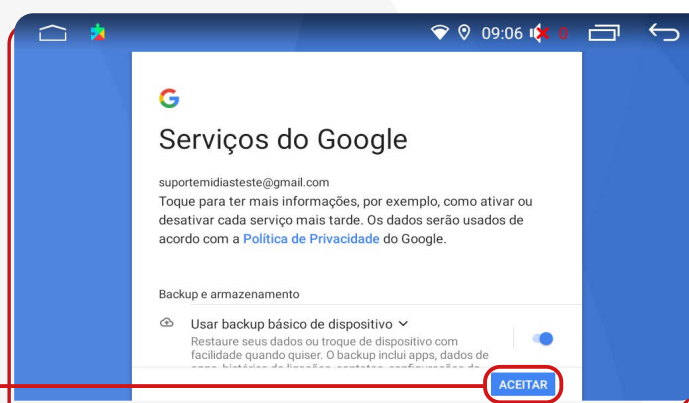 09:06 0
Serviços do Google
suportemidiasteste@gmail.com
Toque para ter mais informações, por exemplo, como ativar ou
desativar cada serviço mais tarde. Os dados serão usados de
acordo com a Política de Privacidade do Google.
Backup e armazenamento
Usar backup básico de dispositivo
Restaure seus dados ou troque de dispositivo com
facilidade quando quiser. O backup inclui apps, dados de
ACEITAR